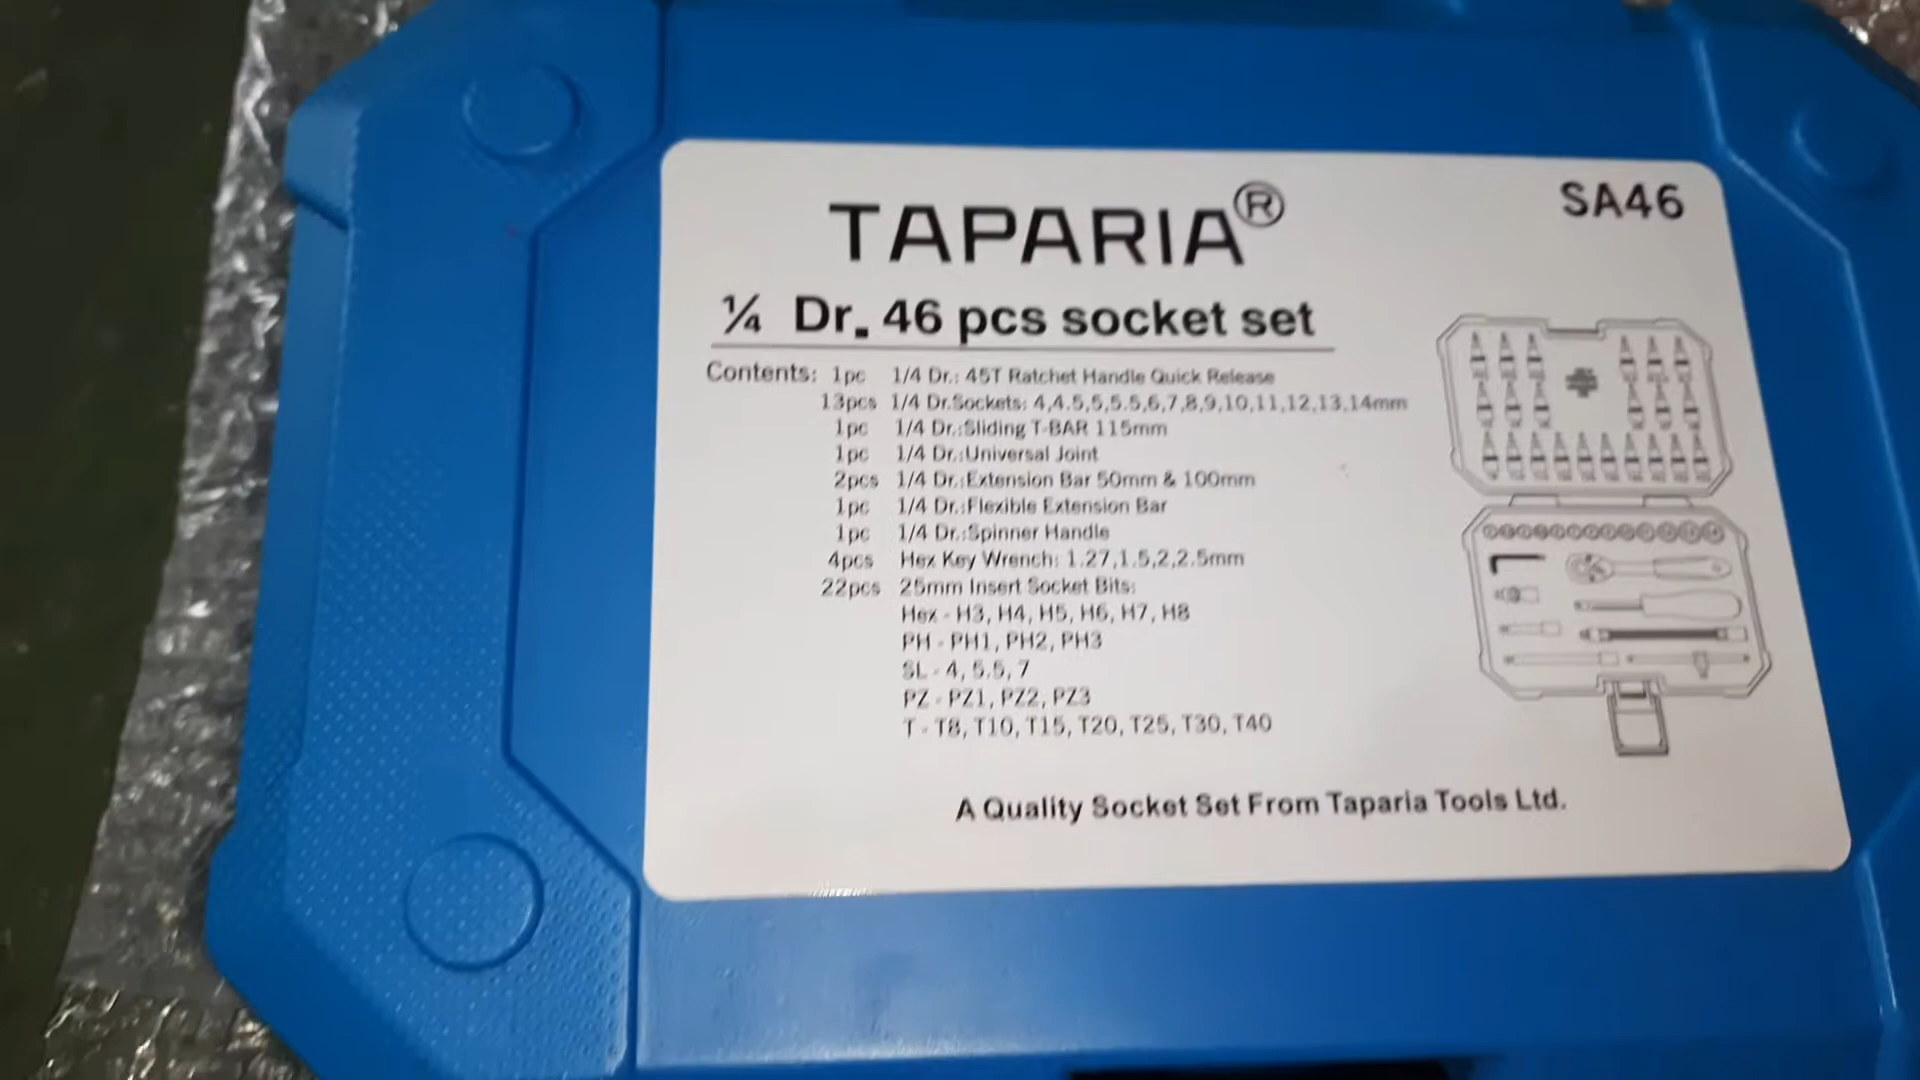 TAPARIA®
SA46
¼ Dr. 46 pcs socket set
Contents: 1pc 1/4 Dr.: 45T Ratchet Handle Quick Release
13pcs 1/4 Dr.Sockets: 4,4.5,5,5.5,6,7,8,9,10,11,12,13,14mm
1pc 1/4 Dr.:Sliding T-BAR 115mm
1pc 1/4 Dr.:Universal Joint
2pcs 1/4 Dr.:Extension Bar 50mm & 100mm
1pc 1/4 Dr.:Flexible Extension Bar
1pc 1/4 Dr.:Spinner Handle
4pcs Hex Key Wrench: 1.27,1.5,2,2.5mm
22pcs 25mm Insert Socket Bits:
Hex - H3, H4, H5, H6, H7, H8
PH - PH1, PH2, PH3
SL - 4, 5.5, 7
PZ - PZ1, PZ2, PZ3
T - T8, T10, T15, T20, T25, T30, T40
A Quality Socket Set From Taparia Tools Ltd.